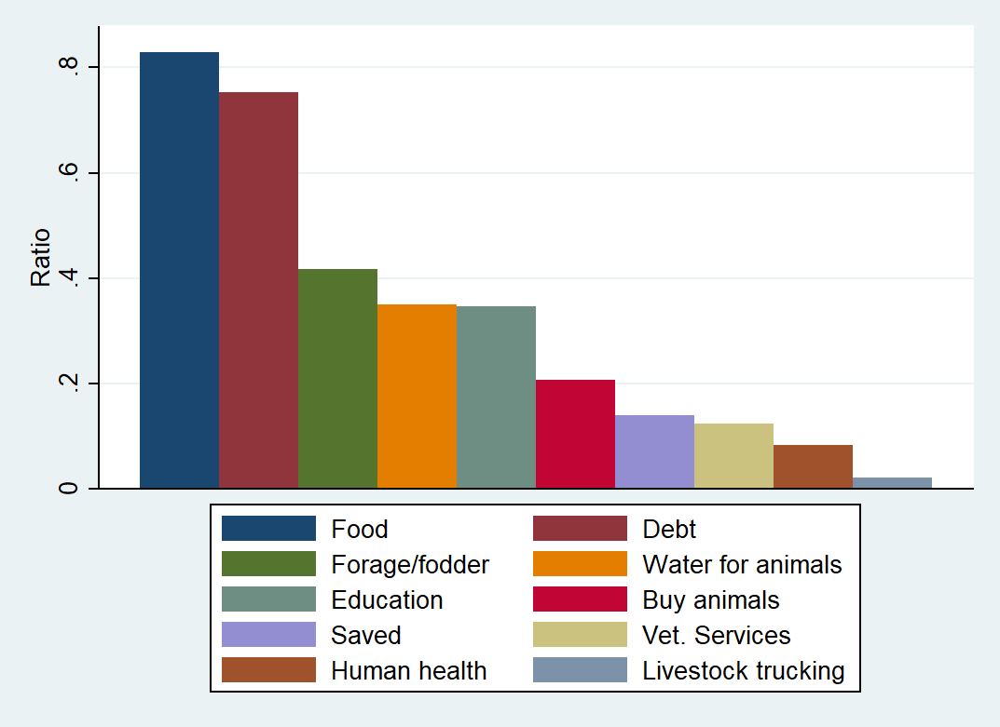 Ratio
.8
.6
.4
.2
0
Food
Debt
Forage/fodder
Water for animals
Education
Buy animals
Saved
Vet. Services
Human health
Livestock trucking